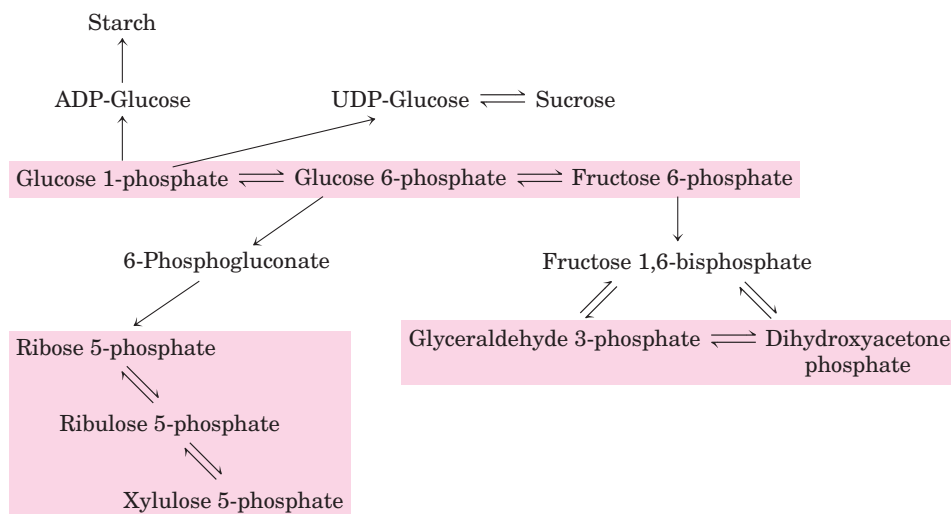 Starch
ADP-Glucose
UDP-Glucose
Sucrose
Glucose 1-phosphate
Glucose 6-phosphate
Fructose 6-phosphate
6-Phosphogluconate
Fructose 1,6-bisphosphate
Ribose 5-phosphate
Glyceraldehyde 3-phosphate
Dihydroxyacetone
phosphate
Ribulose 5-phosphate
Xylulose 5-phosphate